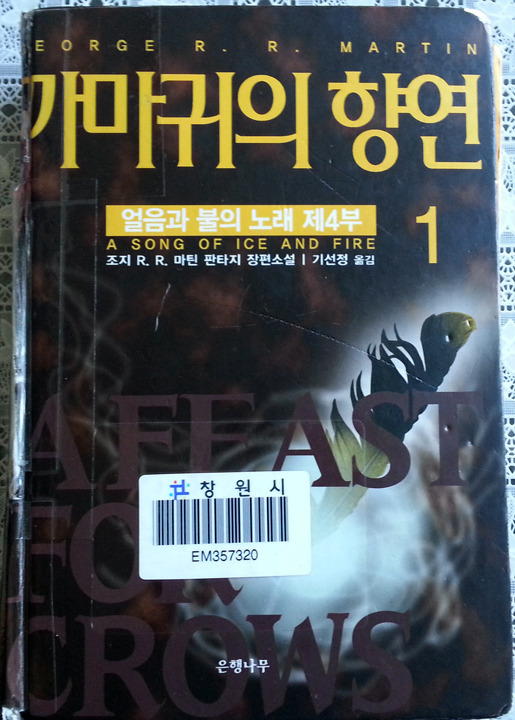 EORGE R. R. MARTIN
까마귀의 향연
얼음과 불의 노래 제4부
A SONG OF ICE AND FIRE
1
조지 R. R. 마틴 판타지 장편소설 | 기선정 옮김
A FEAST
FOR
CROWS
창원시
EM357320
은행나무